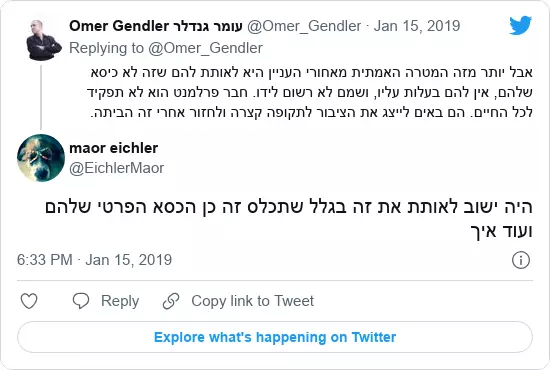 Omer Gendler עומר גנדלר @Omer_Gendler · Jan 15, 2019
Replying to @Omer_Gendler
אבל יותר מזה המטרה האמתית מאחורי העניין היא לאותת להם שזה לא כיסא
שלהם, אין להם בעלות עליו, ושמם לא רשום לידו. חבר פרלמנט הוא לא תפקיד
לכל החיים. הם באים לייצג את הציבור לתקופה קצרה ולחזור אחרי זה הביתה.
maor eichler
@EichlerMaor
היה ישוב לאותת את זה בגלל שתכלס זה כן הכסא הפרטי שלהם
ועוד איך
6:33 PM · Jan 15, 2019
Reply
Copy link to Tweet
Explore what's happening on Twitter